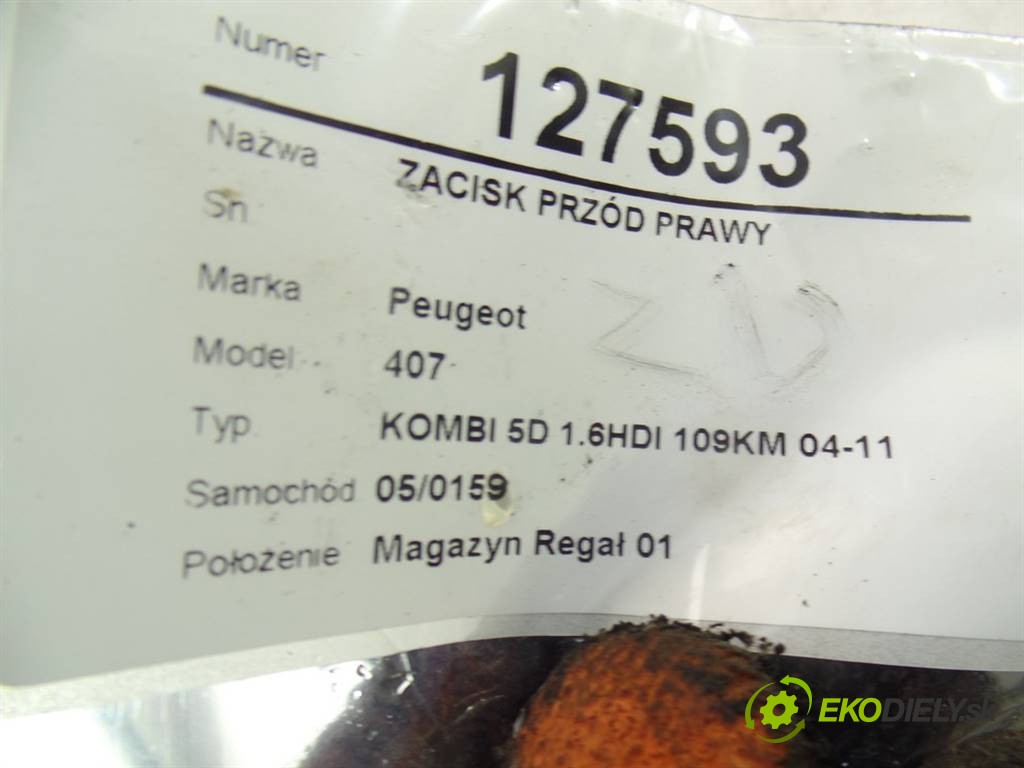 Numer 127593
Nazwa ZACISK PRZÓD PRAWY
Sn
Marka Peugeot
Model 407
Typ KOMBI 5D 1.6HDI 109KM 04-11
Samochód 05/0159
Położenie Magazyn Regał 01
EKODIELY.sk